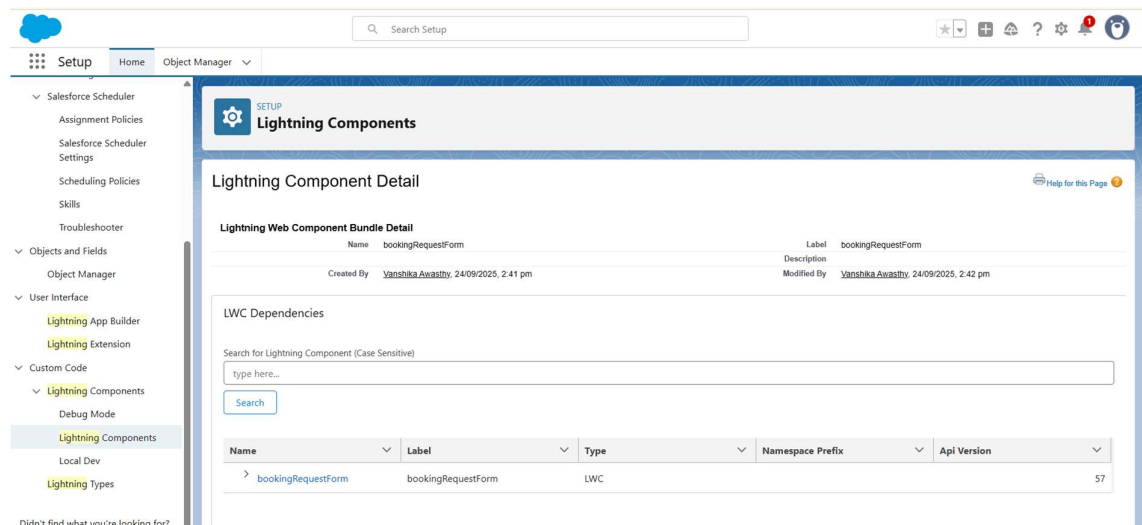 Search Setup
1
Setup
Home
Object Manager
Salesforce Scheduler
Assignment Policies
Salesforce Scheduler
Settings
Scheduling Policies
Skills
Troubleshooter
Objects and Fields
Object Manager
User Interface
Lightning App Builder
Lightning Extension
Custom Code
Lightning Components
Debug Mode
Lightning Components
Local Dev
Lightning Types
Didn't find what you're looking for?
SETUP
Lightning Components
Lightning Component Detail
Help for this Page ?
Lightning Web Component Bundle Detail
Name bookingRequestForm Label bookingRequestForm
Description
Created By Vanshika Awasthy, 24/09/2025, 2:41 pm Modified By Vanshika Awasthy, 24/09/2025, 2:42 pm
LWC Dependencies
Search for Lightning Component (Case Sensitive)
type here...
Search
Name Label Type Namespace Prefix Api Version
bookingRequestForm bookingRequestForm LWC 57